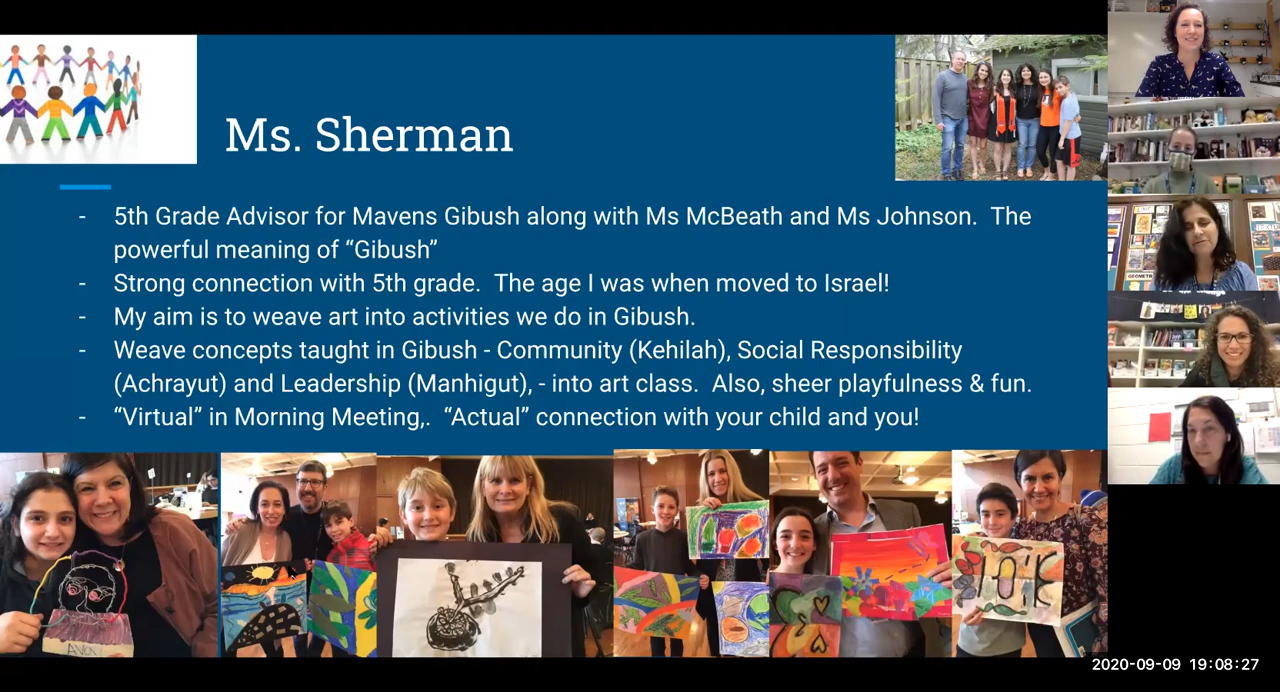 Ms. Sherman
- 5th Grade Advisor for Mavens Gibush along with Ms McBeath and Ms Johnson.  The
powerful meaning of “Gibush”
- Strong connection with 5th grade.  The age I was when moved to Israel!
- My aim is to weave art into activities we do in Gibush.
- Weave concepts taught in Gibush - Community (Kehilah), Social Responsibility
(Achrayut) and Leadership (Manhigut), - into art class.  Also, sheer playfulness & fun.
- “Virtual” in Morning Meeting,.  “Actual” connection with your child and you!
2020-09-09 19:08:27